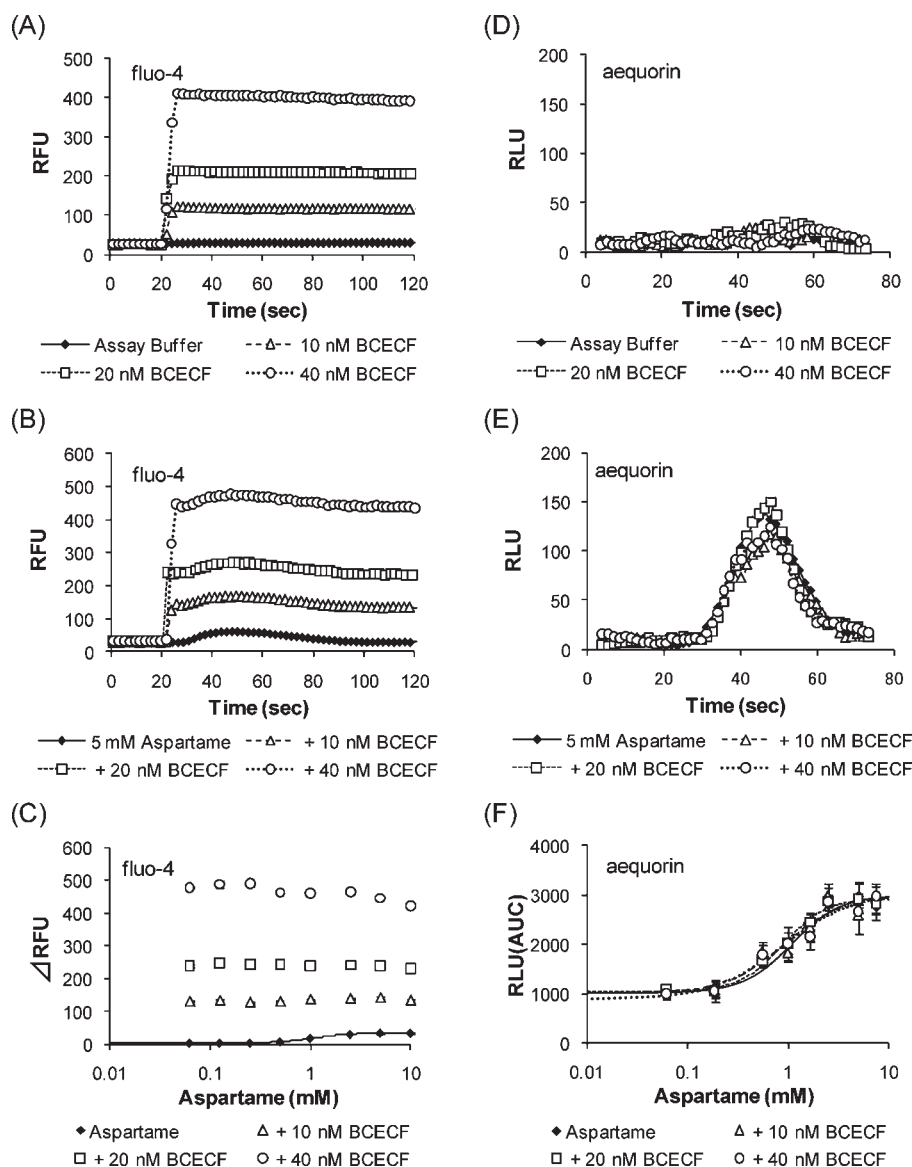 (A)
fluo-4
RFU
500
400
300
200
100
0
0 20 40 60 80 100 120
Time (sec)
Assay Buffer 10 nM BCECF
20 nM BCECF 40 nM BCECF
(D)
aequorin
RLU
200
150
100
50
0
0 20 40 60 80
Time (sec)
Assay Buffer 10 nM BCECF
20 nM BCECF 40 nM BCECF
(B)
fluo-4
RFU
600
500
400
300
200
100
0
0 20 40 60 80 100 120
Time (sec)
5 mM Aspartame + 10 nM BCECF
+ 20 nM BCECF + 40 nM BCECF
(E)
aequorin
RLU
200
150
100
50
0
0 20 40 60 80
Time (sec)
5 mM Aspartame + 10 nM BCECF
+ 20 nM BCECF + 40 nM BCECF
(C)
fluo-4
⊿RFU
600
500
400
300
200
100
0
0.01 0.1 1 10
Aspartame (mM)
Aspartame + 10 nM BCECF
+ 20 nM BCECF + 40 nM BCECF
(F)
aequorin
RLU(AUC)
4000
3000
2000
1000
0
0.01 0.1 1 10
Aspartame (mM)
Aspartame + 10 nM BCECF
+ 20 nM BCECF + 40 nM BCECF